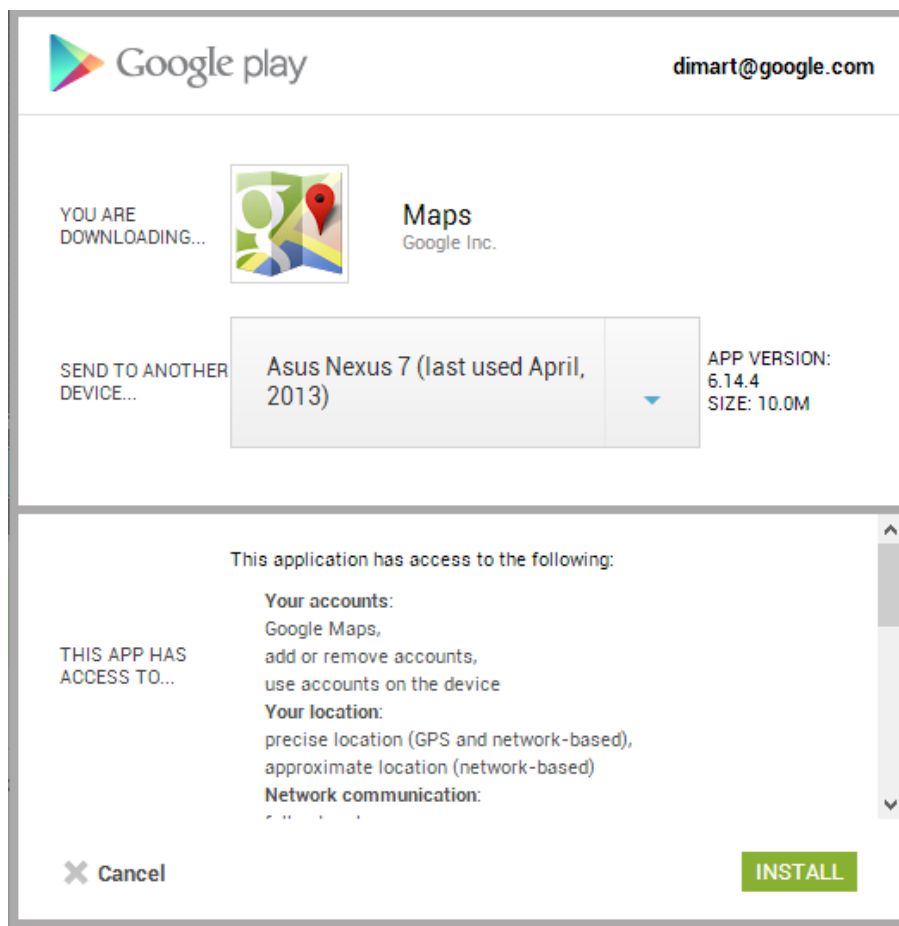 Google play
dimart@google.com
YOU ARE
DOWNLOADING...
Maps
Google Inc.
SEND TO ANOTHER
DEVICE...
Asus Nexus 7 (last used April,
2013)
APP VERSION:
6.14.4
SIZE: 10.0M
This application has access to the following:
THIS APP HAS
ACCESS TO...
Your accounts:
Google Maps,
add or remove accounts,
use accounts on the device
Your location:
precise location (GPS and network-based),
approximate location (network-based)
Network communication:
Cancel
INSTALL